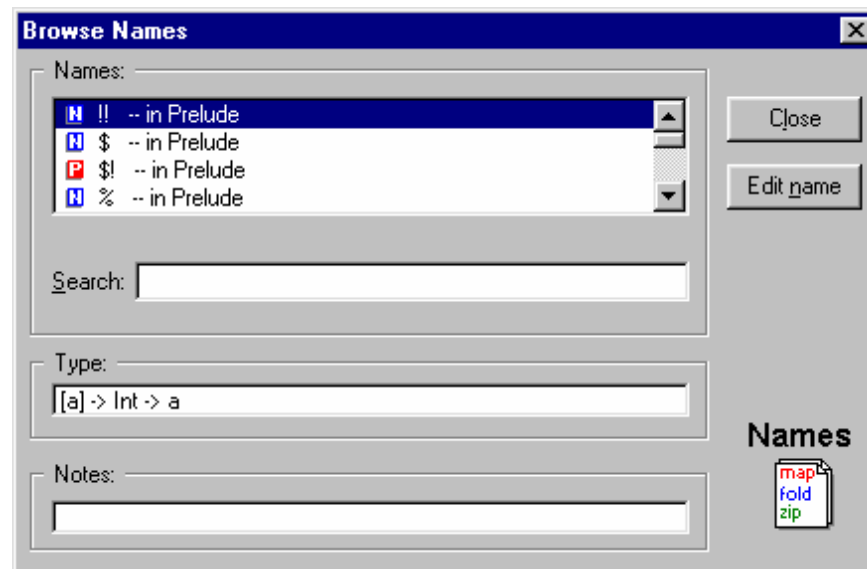 Browse Names
Names:
N !! -- in Prelude
N $ -- in Prelude
P $! -- in Prelude
N % -- in Prelude
Close
Edit name
Search:
Type:
[a] -> Int -> a
Names
map
fold
zip
Notes: